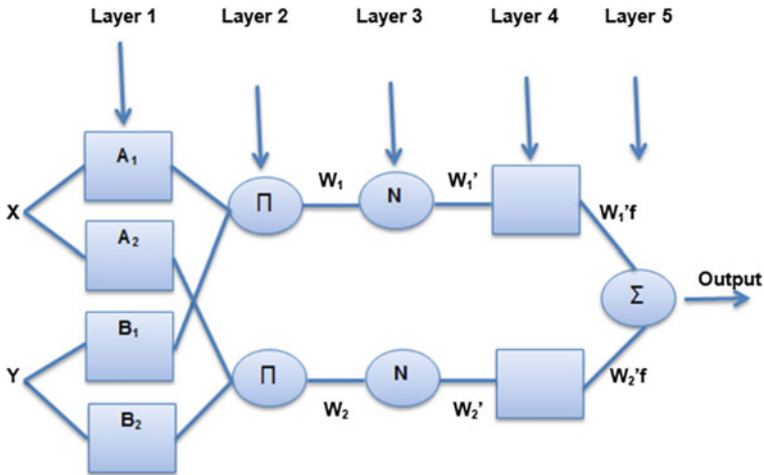 Layer 1 Layer 2 Layer 3 Layer 4 Layer 5
A₁
W₁ W₁'
Π N
X W₁'f
A₂
Output
Σ
B₁
Y Π N W₂'f
W₂ W₂'
B₂